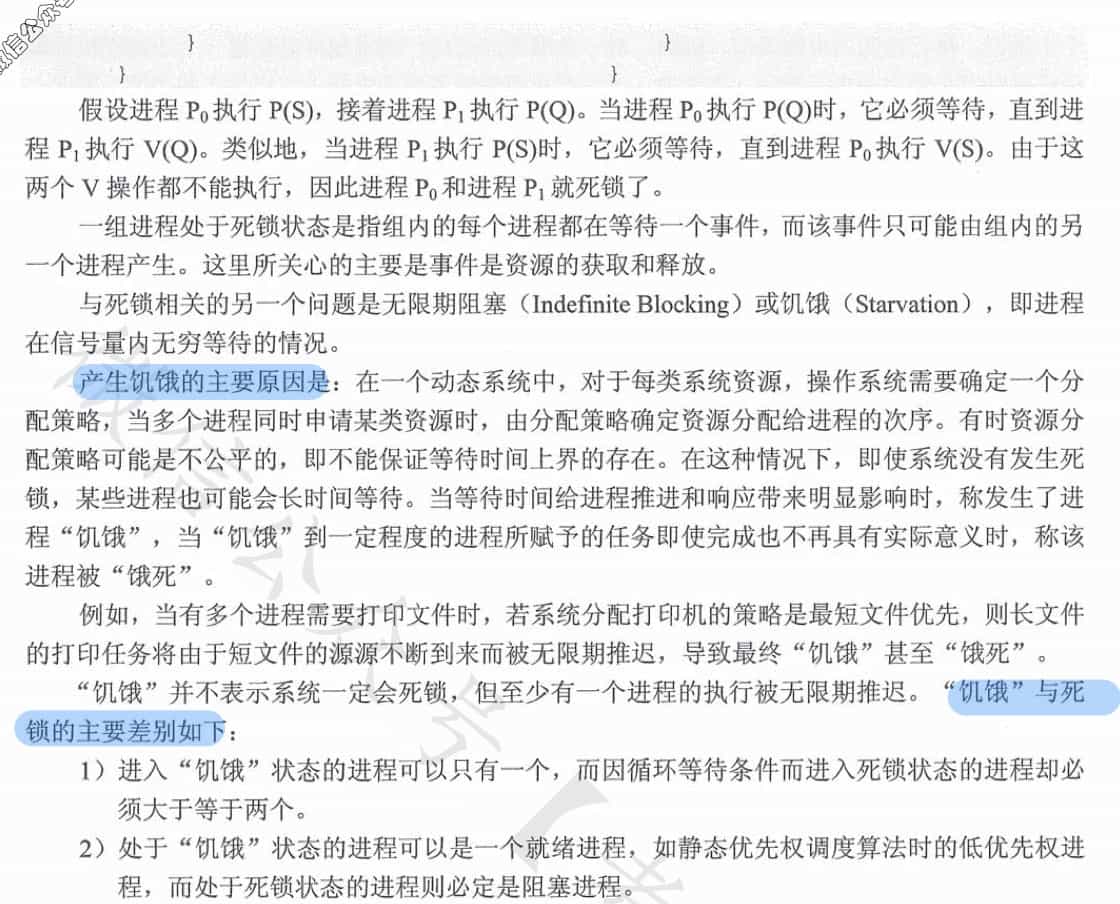 微信公众号
} }
} }
假设进程 P₀执行 P(S)，接着进程 P₁执行 P(Q)。当进程 P₀执行 P(Q)时，它必须等待，直到进
程 P₁执行 V(Q)。类似地，当进程 P₁执行 P(S)时，它必须等待，直到进程 P₀执行 V(S)。由于这
两个 V 操作都不能执行，因此进程 P₀和进程 P₁就死锁了。
一组进程处于死锁状态是指组内的每个进程都在等待一个事件，而该事件只可能由组内的另
一个进程产生。这里所关心的主要是事件是资源的获取和释放。
与死锁相关的另一个问题是无限期阻塞（Indefinite Blocking）或饥饿（Starvation），即进程
在信号量内无穷等待的情况。
产生饥饿的主要原因是：在一个动态系统中，对于每类系统资源，操作系统需要确定一个分
配策略，当多个进程同时申请某类资源时，由分配策略确定资源分配给进程的次序。有时资源分
配策略可能是不公平的，即不能保证等待时间上界的存在。在这种情况下，即使系统没有发生死
锁，某些进程也可能会长时间等待。当等待时间给进程推进和响应带来明显影响时，称发生了进
程“饥饿”，当“饥饿”到一定程度的进程所赋予的任务即使完成也不再具有实际意义时，称该
进程被“饿死”。
例如，当有多个进程需要打印文件时，若系统分配打印机的策略是最短文件优先，则长文件
的打印任务将由于短文件的源源不断到来而被无限期推迟，导致最终“饥饿”甚至“饿死”。
“饥饿”并不表示系统一定会死锁，但至少有一个进程的执行被无限期推迟。“饥饿”与死
锁的主要差别如下：
1）进入“饥饿”状态的进程可以只有一个，而因循环等待条件而进入死锁状态的进程却必
须大于等于两个。
2）处于“饥饿”状态的进程可以是一个就绪进程，如静态优先权调度算法时的低优先权进
程，而处于死锁状态的进程则必定是阻塞进程。
微信公众号【